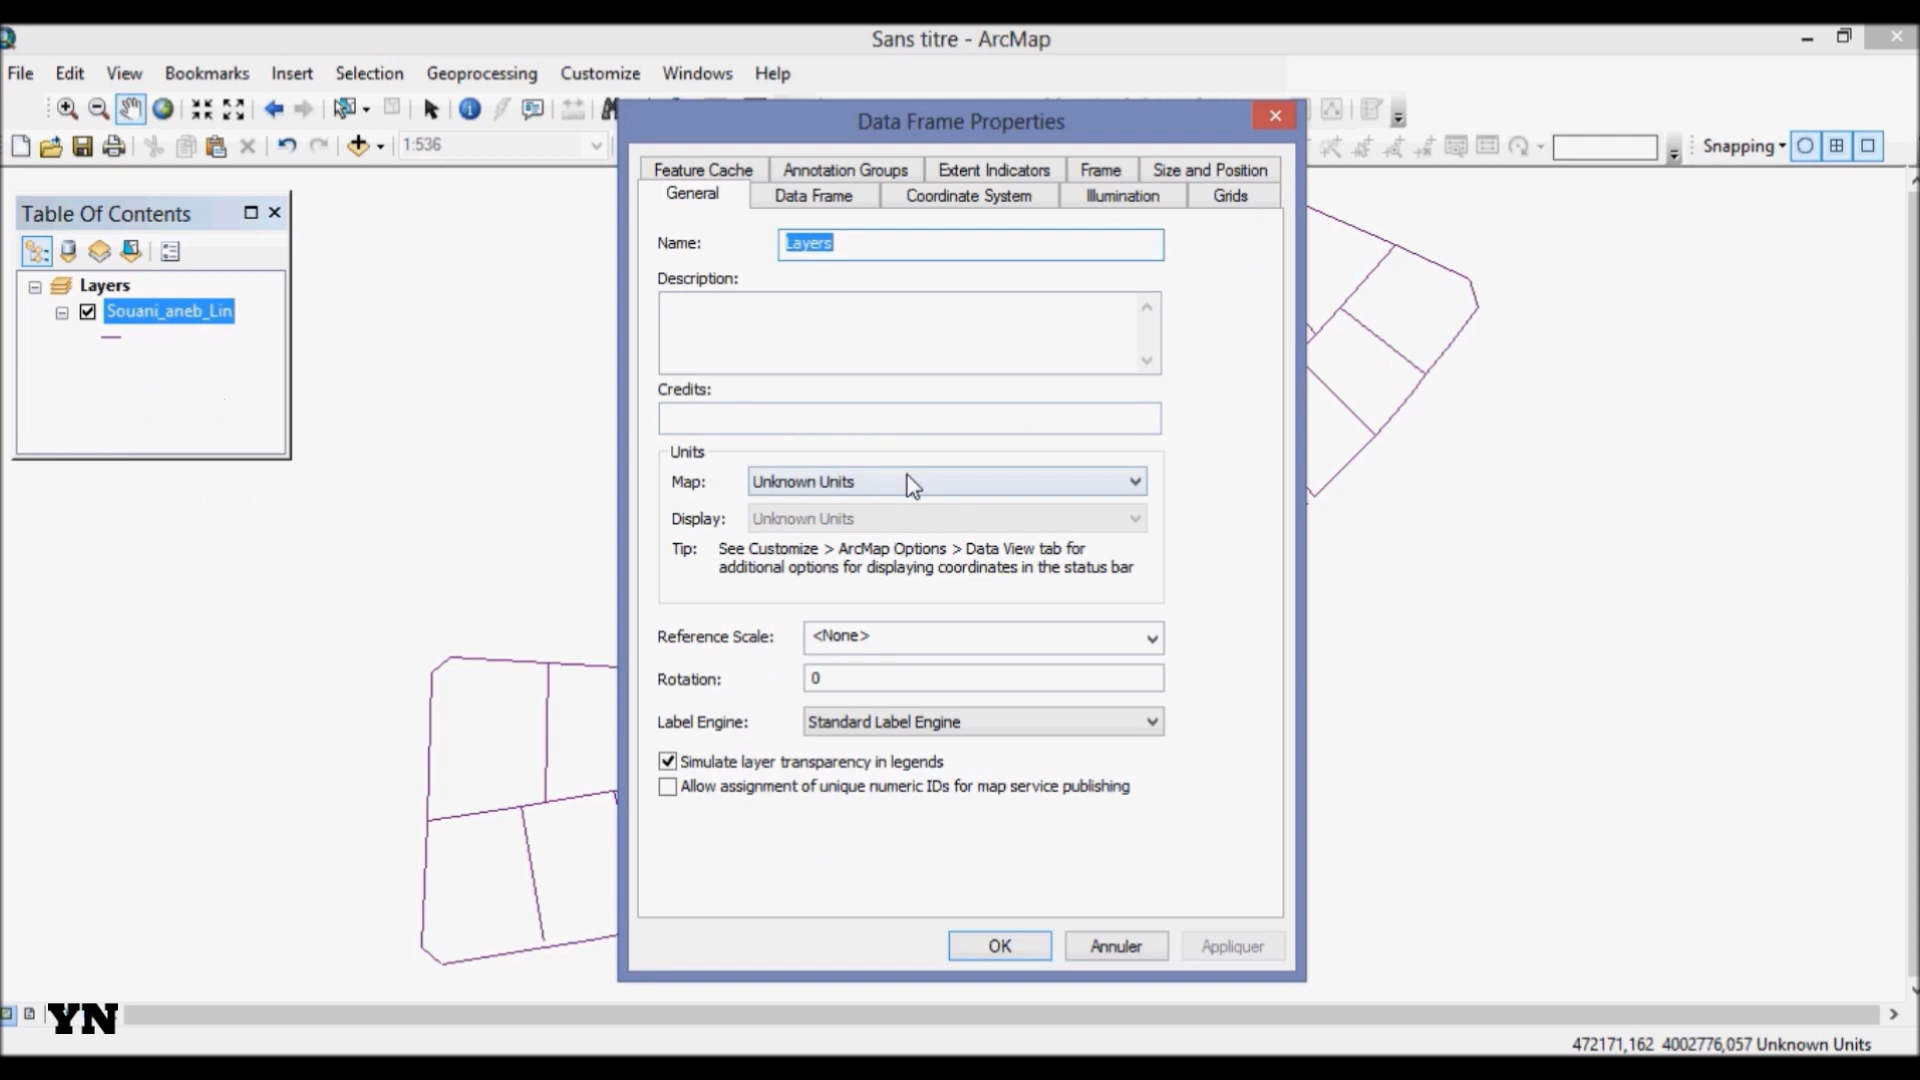 Sans titre - ArcMap
File Edit View Bookmarks Insert Selection Geoprocessing Customize Windows Help
1:536
Snapping
Table Of Contents
Layers
Souani_aneb_Lin
Data Frame Properties
Feature Cache Annotation Groups Extent Indicators Frame Size and Position
General Data Frame Coordinate System Illumination Grids
Name: Layers
Description:
Credits:
Units
Map: Unknown Units
Display: Unknown Units
Tip: See Customize > ArcMap Options > Data View tab for
additional options for displaying coordinates in the status bar
Reference Scale: <None>
Rotation: 0
Label Engine: Standard Label Engine
Simulate layer transparency in legends
Allow assignment of unique numeric IDs for map service publishing
OK Annuler Appliquer
YN
472171,162 4002776,057 Unknown Units